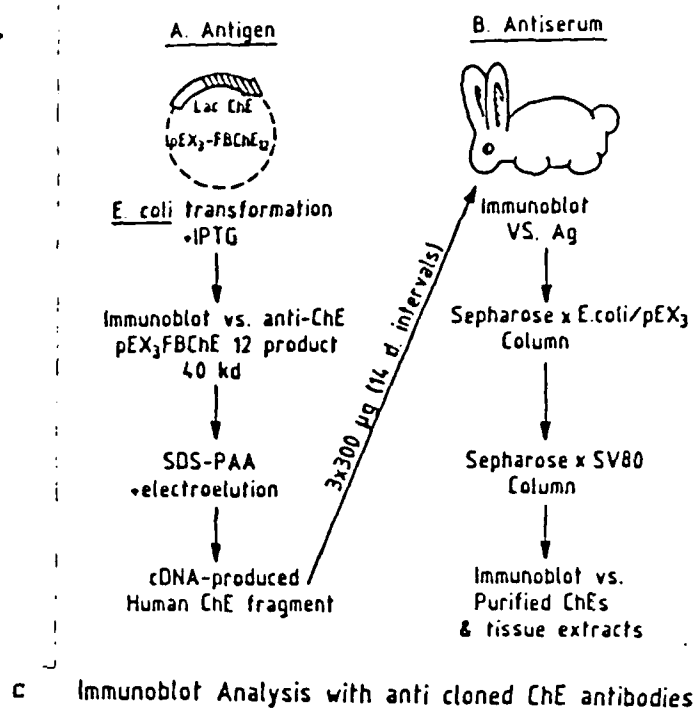 A. Antigen
Lac ChE
pEX₃-FBChE₁₂
E. coli transformation
+IPTG
Immunoblot vs. anti-ChE
pEX₃FBChE 12 product
40 kd
SDS-PAA
+electroelution
cDNA-produced
Human ChE fragment
3x300 µg (14 d. intervals)
B. Antiserum
Immunoblot
VS. Ag
Sepharose x E.coli/pEX₃
Column
Sepharose x SV80
Column
Immunoblot vs.
Purified ChEs
& tissue extracts
C Immunoblot Analysis with anti cloned ChE antibodies